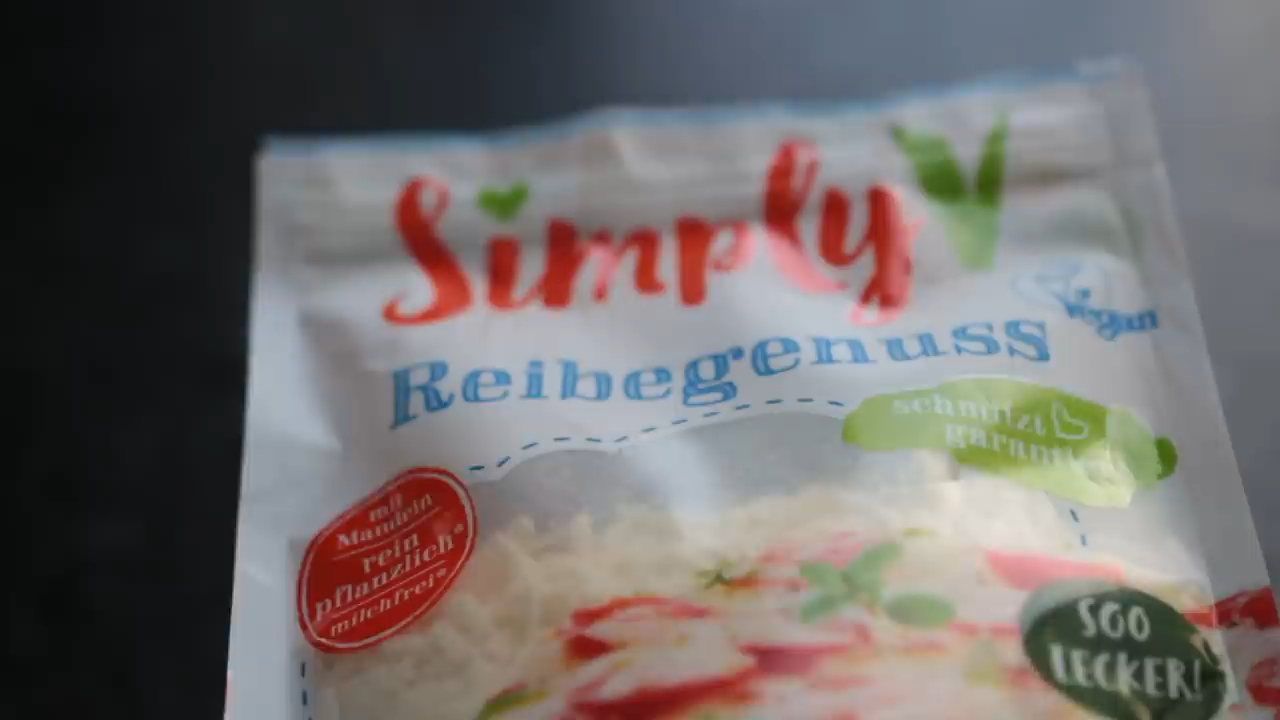 Simply V
Vegan
Reibegenuss
schmilzt
garantiert
mit
Mandeln
rein
pflanzlich*
milchfrei*
SOO
LECKER!